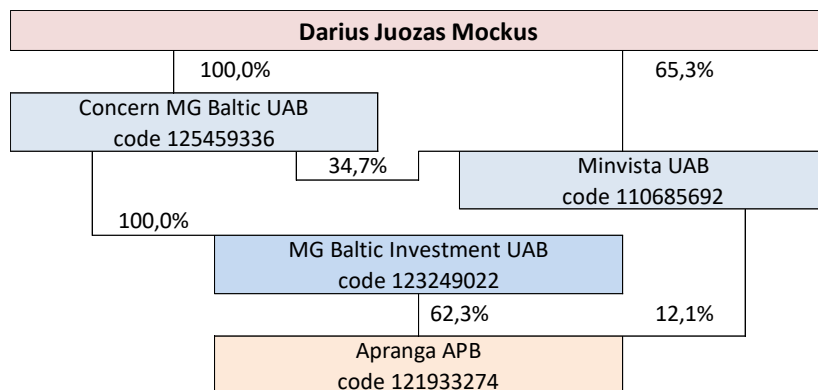 Darius Juozas Mockus
100,0%
65,3%
Concern MG Baltic UAB
code 125459336
34,7%
Minvista UAB
code 110685692
100,0%
MG Baltic Investment UAB
code 123249022
62,3%
12,1%
Apranga APB
code 121933274